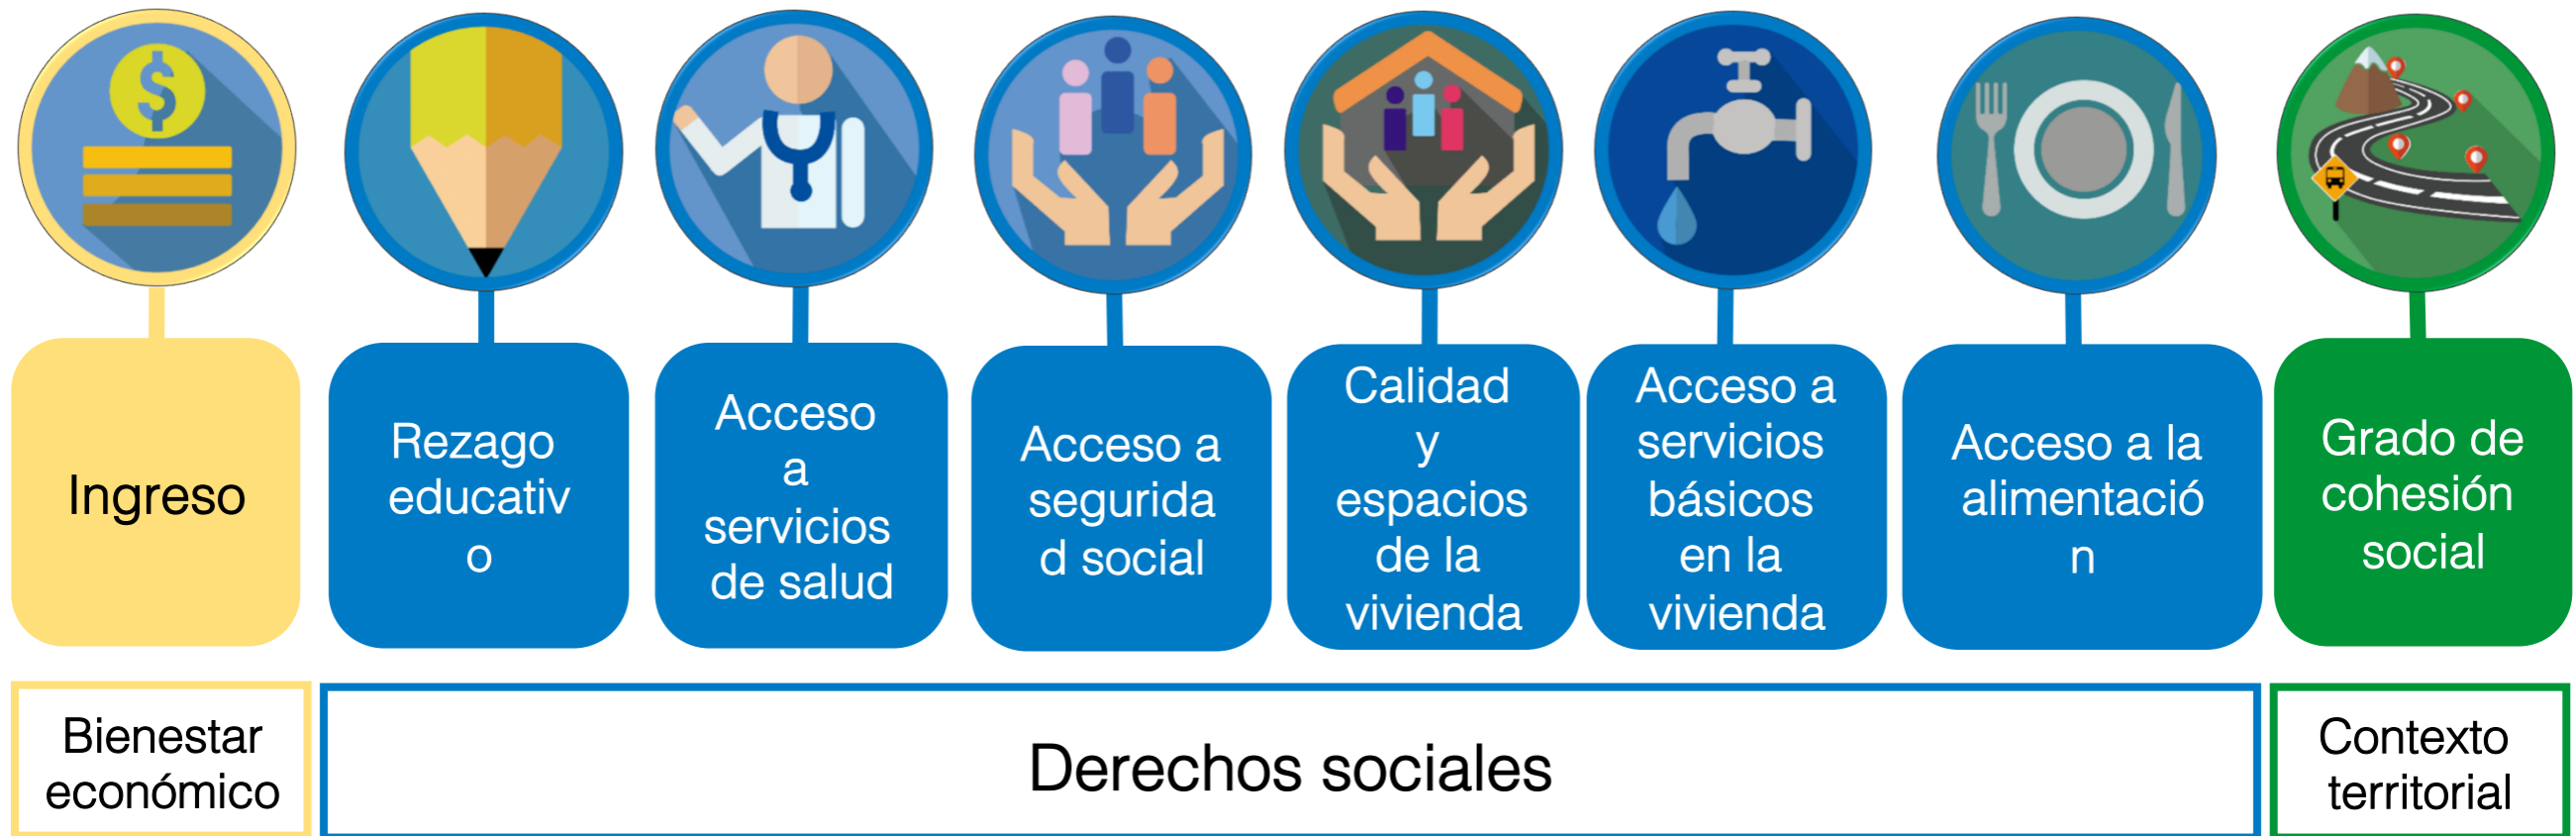 $
Ingreso
Rezago
educativ
o
Acceso
a
servicios
de salud
Acceso a
segurida
d social
Calidad
y
espacios
de la
vivienda
Acceso a
servicios
básicos
en la
vivienda
Acceso a la
alimentació
n
Grado de
cohesión
social
Bienestar
económico
Derechos sociales
Contexto
territorial